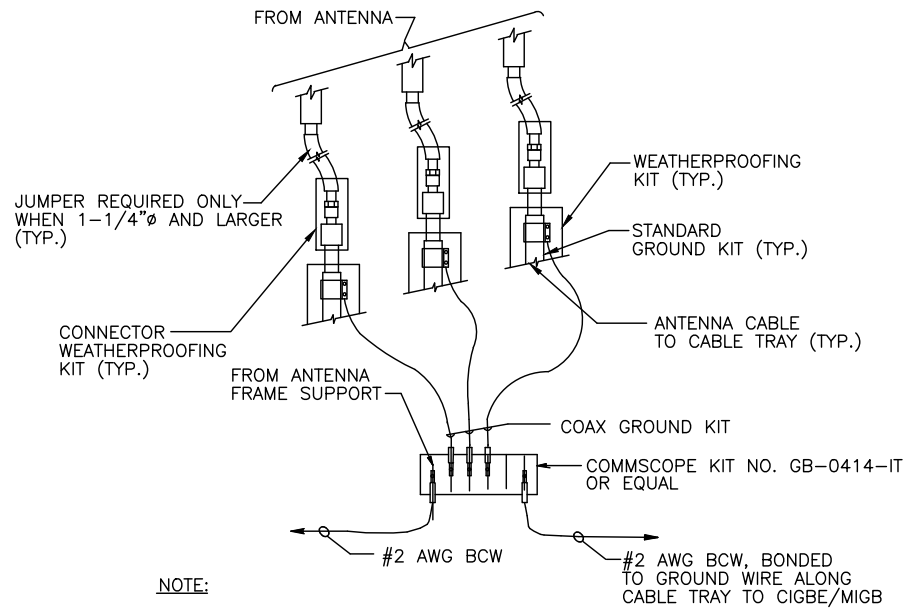 FROM ANTENNA
JUMPER REQUIRED ONLY
WHEN 1-1/4"ø AND LARGER
(TYP.)
WEATHERPROOFING
KIT (TYP.)
STANDARD
GROUND KIT (TYP.)
CONNECTOR
WEATHERPROOFING
KIT (TYP.)
ANTENNA CABLE
TO CABLE TRAY (TYP.)
FROM ANTENNA
FRAME SUPPORT
COAX GROUND KIT
COMMSCOPE KIT NO. GB-0414-IT
OR EQUAL
#2 AWG BCW
#2 AWG BCW, BONDED
TO GROUND WIRE ALONG
CABLE TRAY TO CIGBE/MIGB
NOTE: